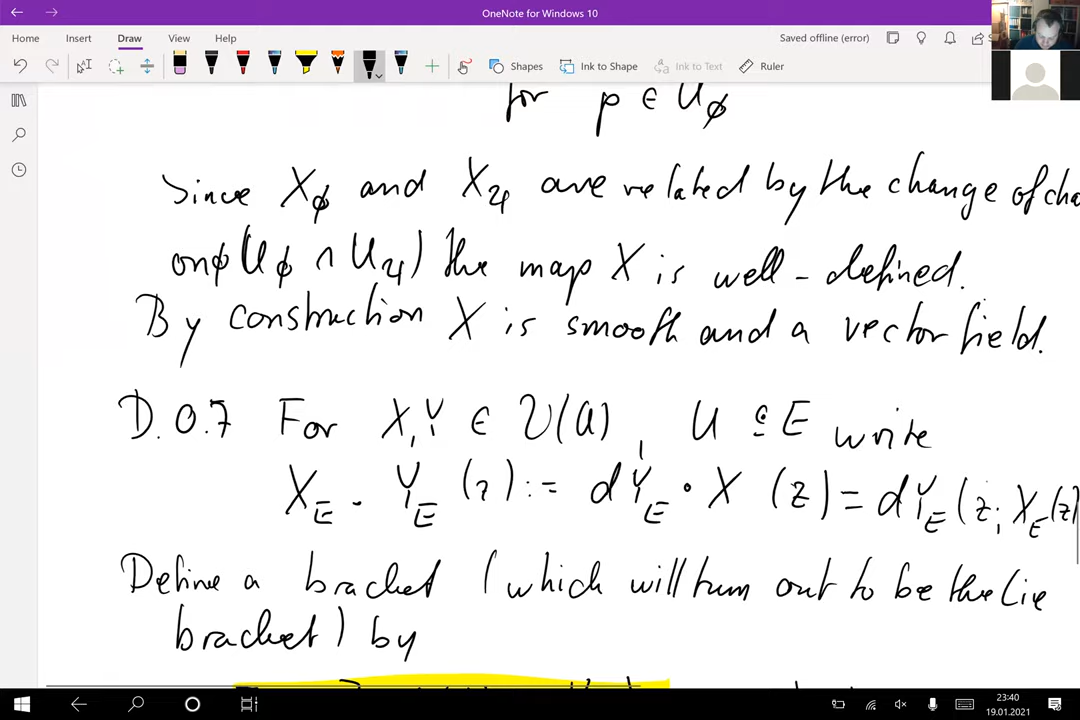 OneNote for Windows 10
Home Insert Draw View Help Saved offline (error)
Shapes Ink to Shape Ink to Text Ruler
for p ∈ U_ϕ
Since X_ϕ and X_ψ are related by the change of cha
on ϕ(U_ϕ ∩ U_ψ) the map X is well-defined.
By construction X is smooth and a vector field.
D.0.7 For X,Y ∈ V(U), U ⊆ E write
X_E . Y_E (z) := dY_E ∘ X (z) = dY_E (z; X_E(z)
Define a bracket (which will turn out to be the Lie
bracket) by
23:40
19.01.2021